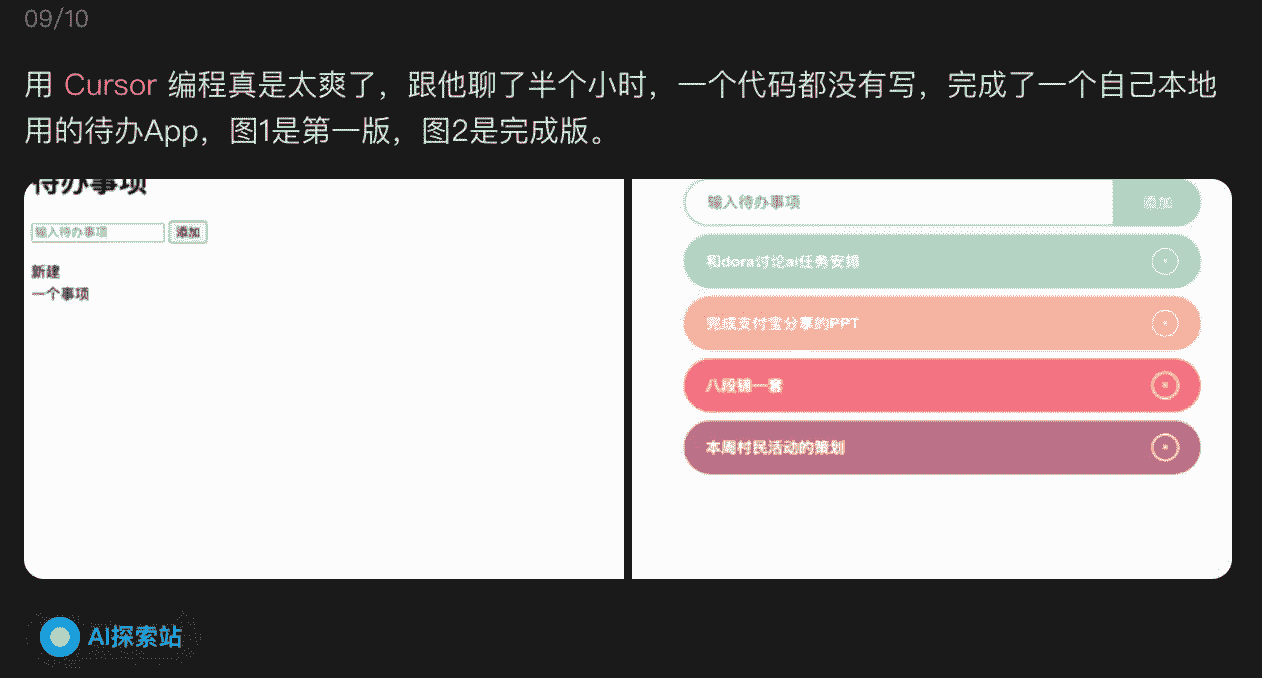 09/10
用 Cursor 编程真是太爽了，跟他聊了半个小时，一个代码都没有写，完成了一个自己本地
用的待办App，图1是第一版，图2是完成版。
待办事项
输入待办事项 添加
新建
一个事项
输入待办事项 添加
和dora讨论ai任务安排
完成支付宝分享的PPT
八段锦一套
本周村民活动的策划
AI探索站